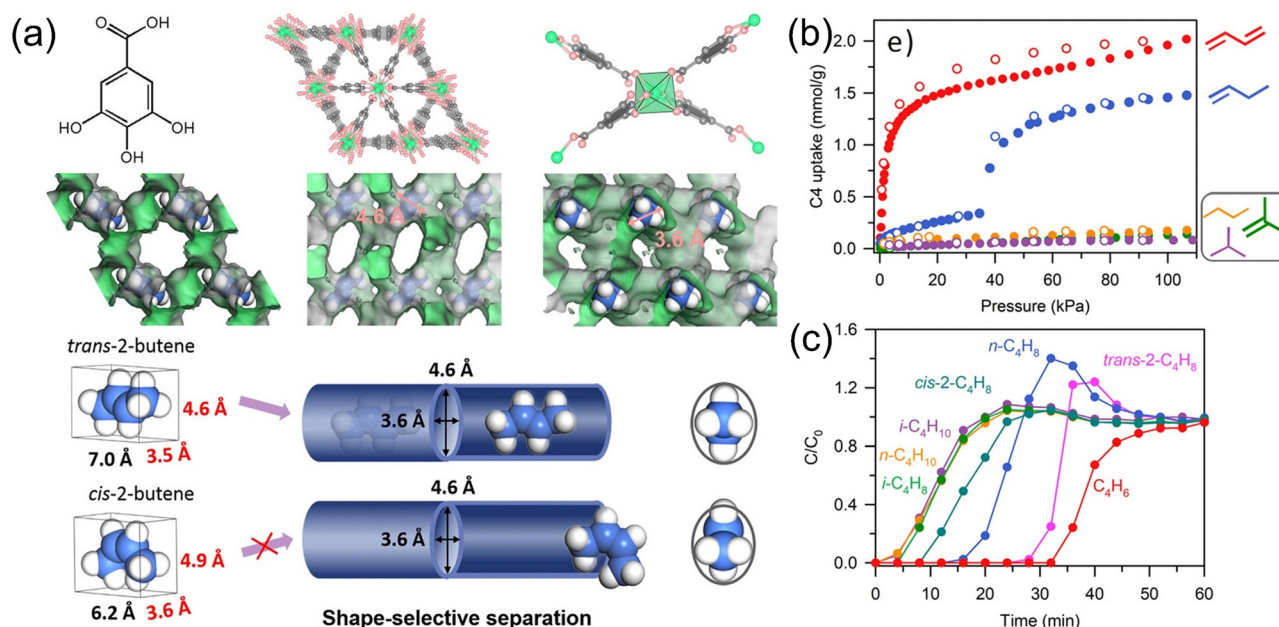 (a)
O
OH
HO
OH
OH
4.6 Å
3.6 Å
trans-2-butene
4.6 Å
7.0 Å
3.5 Å
4.6 Å
3.6 Å
cis-2-butene
4.9 Å
6.2 Å
3.6 Å
4.6 Å
3.6 Å
Shape-selective separation
(b)
e)
C4 uptake (mmol/g)
2.0
1.5
1.0
0.5
0.0
0 20 40 60 80 100
Pressure (kPa)
(c)
C/C₀
1.6
1.2
0.8
0.4
0.0
n-C₄H₈
trans-2-C₄H₈
cis-2-C₄H₈
i-C₄H₁₀
n-C₄H₁₀
i-C₄H₈
C₄H₆
0 10 20 30 40 50 60
Time (min)